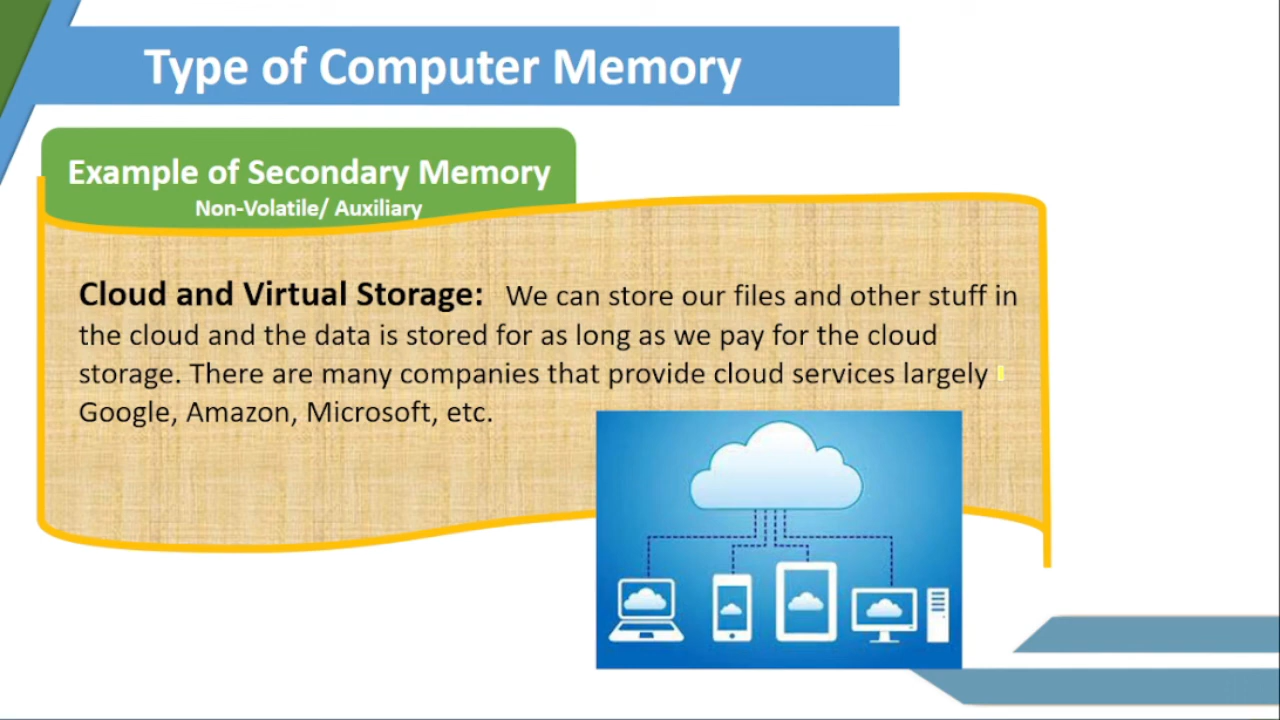 Type of Computer Memory
Example of Secondary Memory
Non-Volatile/ Auxiliary
Cloud and Virtual Storage: We can store our files and other stuff in
the cloud and the data is stored for as long as we pay for the cloud
storage. There are many companies that provide cloud services largely
Google, Amazon, Microsoft, etc.